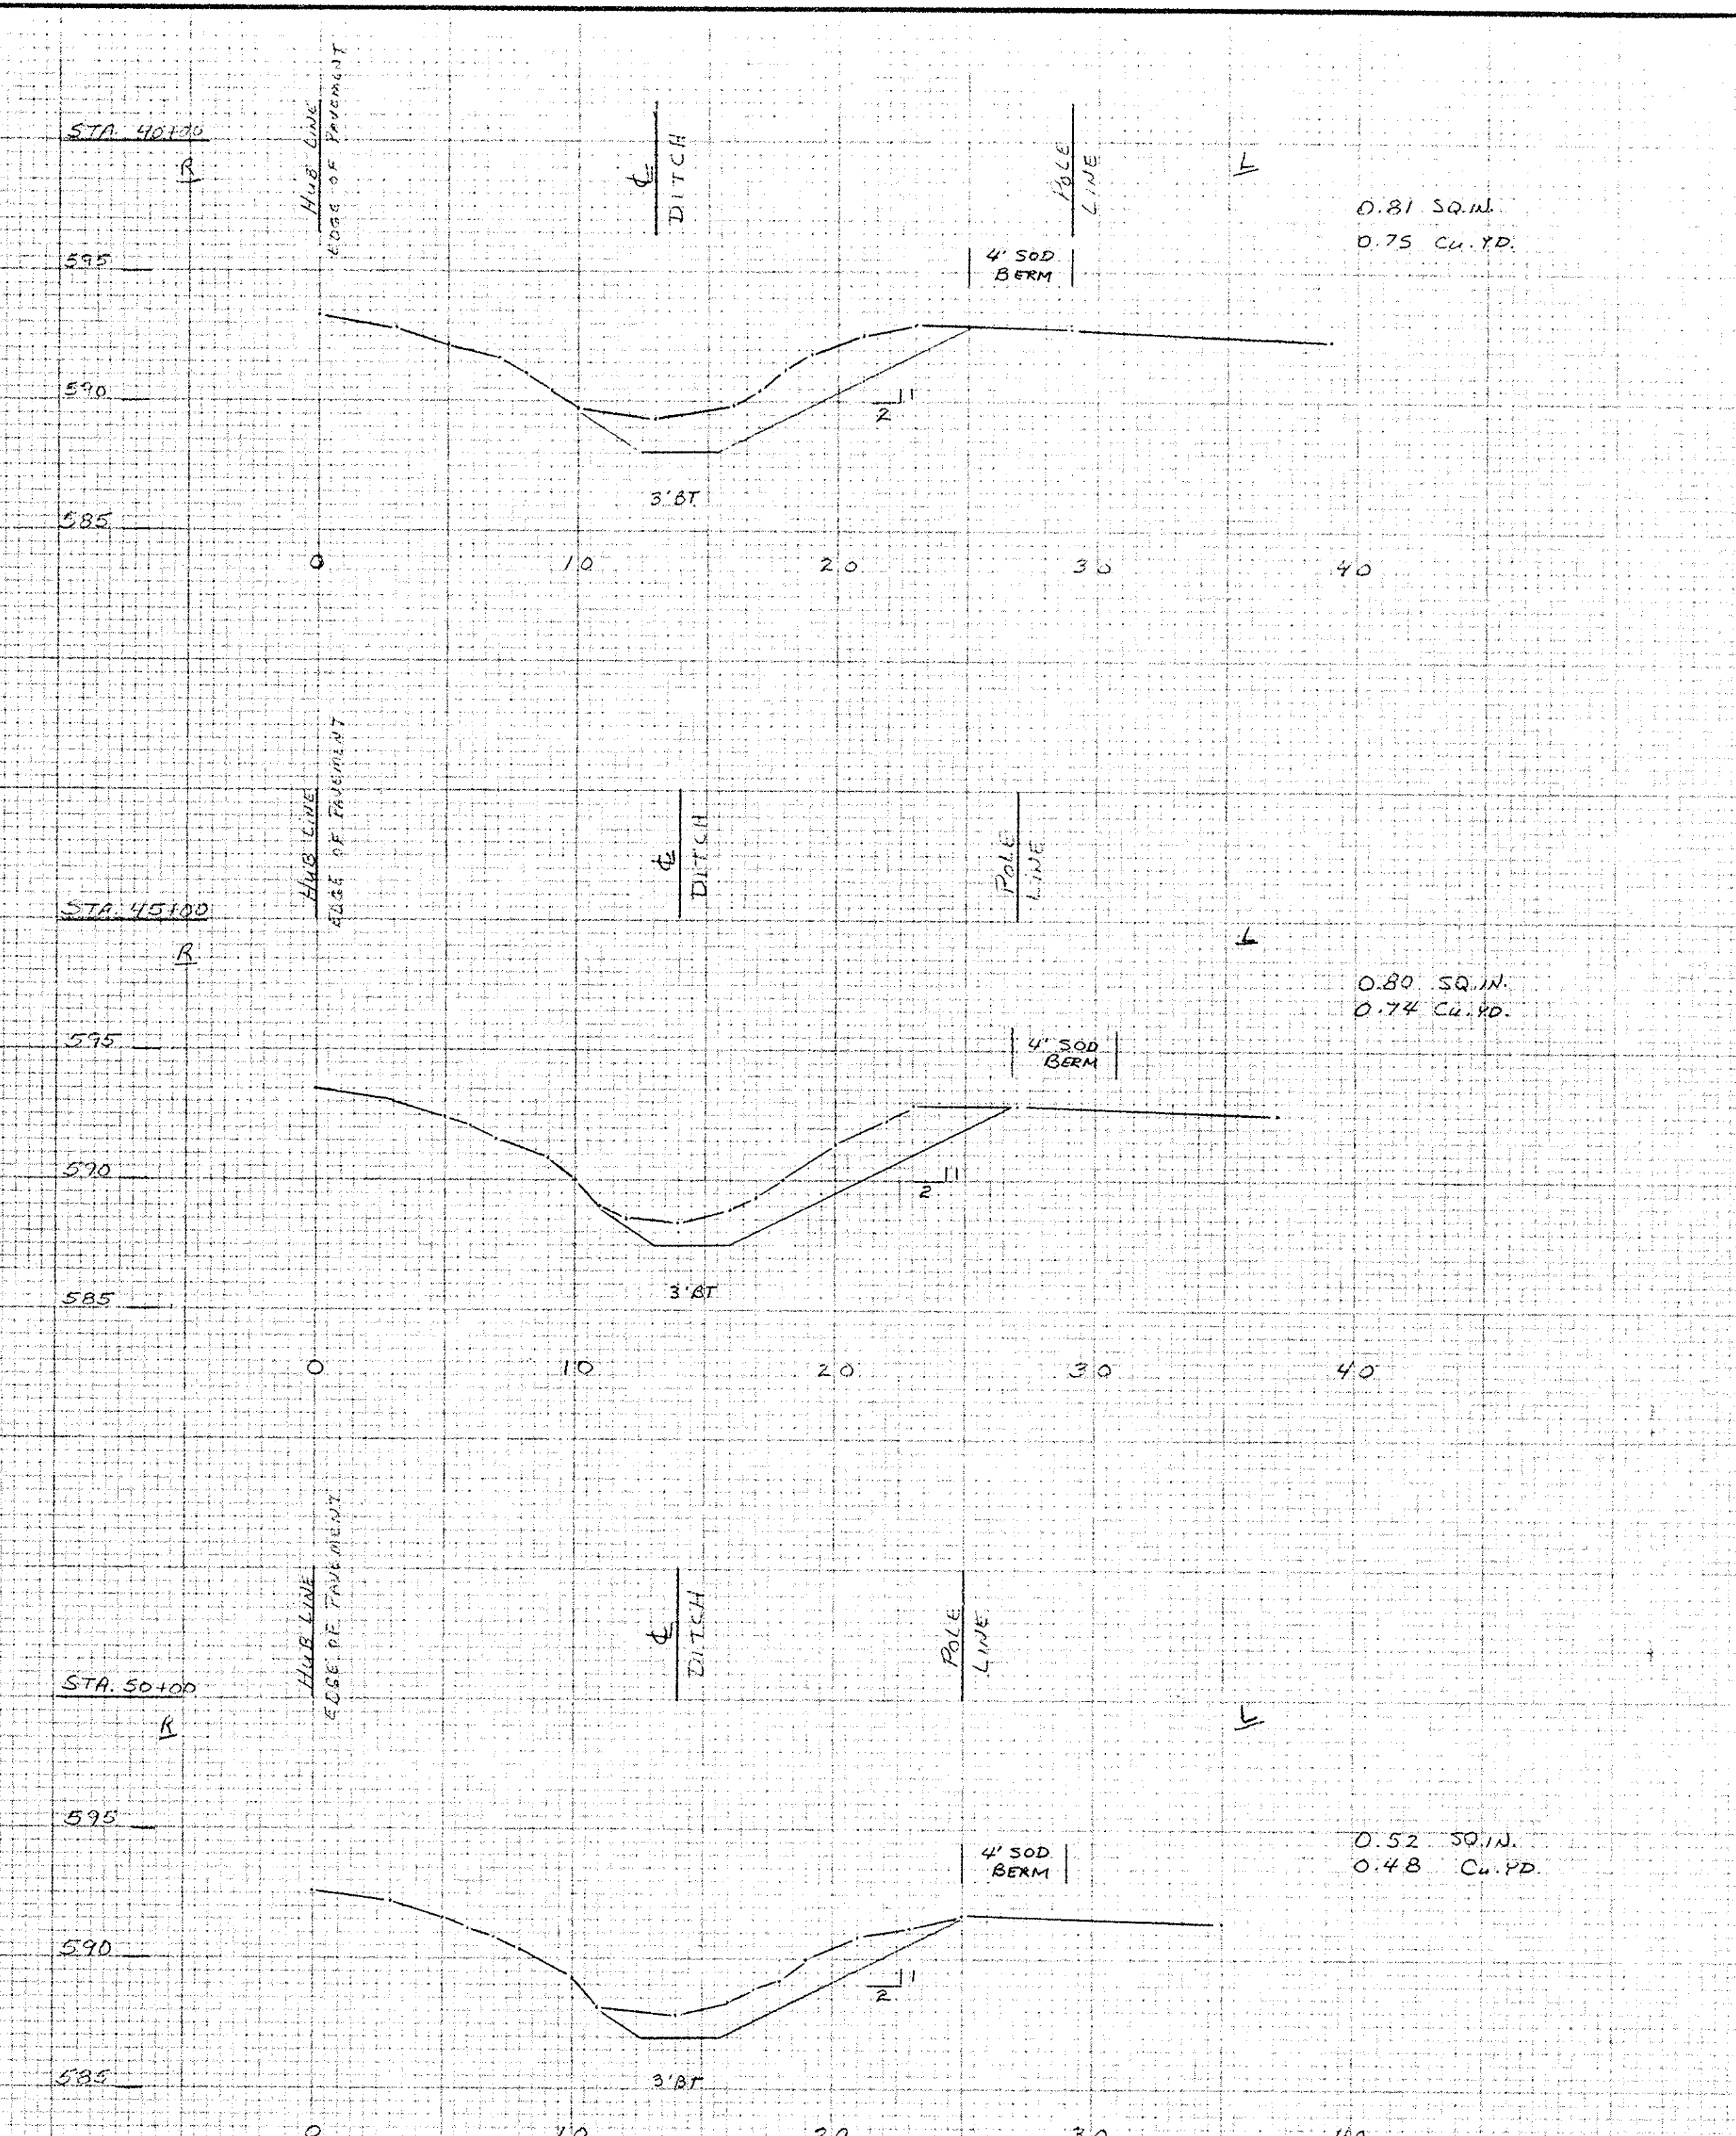 STA. 40+00
R
HUB LINE
EDGE OF PAVEMENT
℄
DITCH
POLE
LINE
L
0.81 SQ.IN.
0.75 CU.YD.
4' SOD
BERM
595
590
585
1
2
3'BT
0 10 20 30 40
STA. 45+00
R
HUB LINE
EDGE OF PAVEMENT
℄
DITCH
POLE
LINE
L
0.80 SQ.IN.
0.74 CU.YD.
4' SOD
BERM
595
590
585
1
2
3'BT
0 10 20 30 40
STA. 50+00
R
HUB LINE
EDGE OF PAVEMENT
℄
DITCH
POLE
LINE
L
0.52 SQ.IN.
0.48 CU.YD.
4' SOD
BERM
595
590
585
1
2
3'BT
0 10 20 30 40